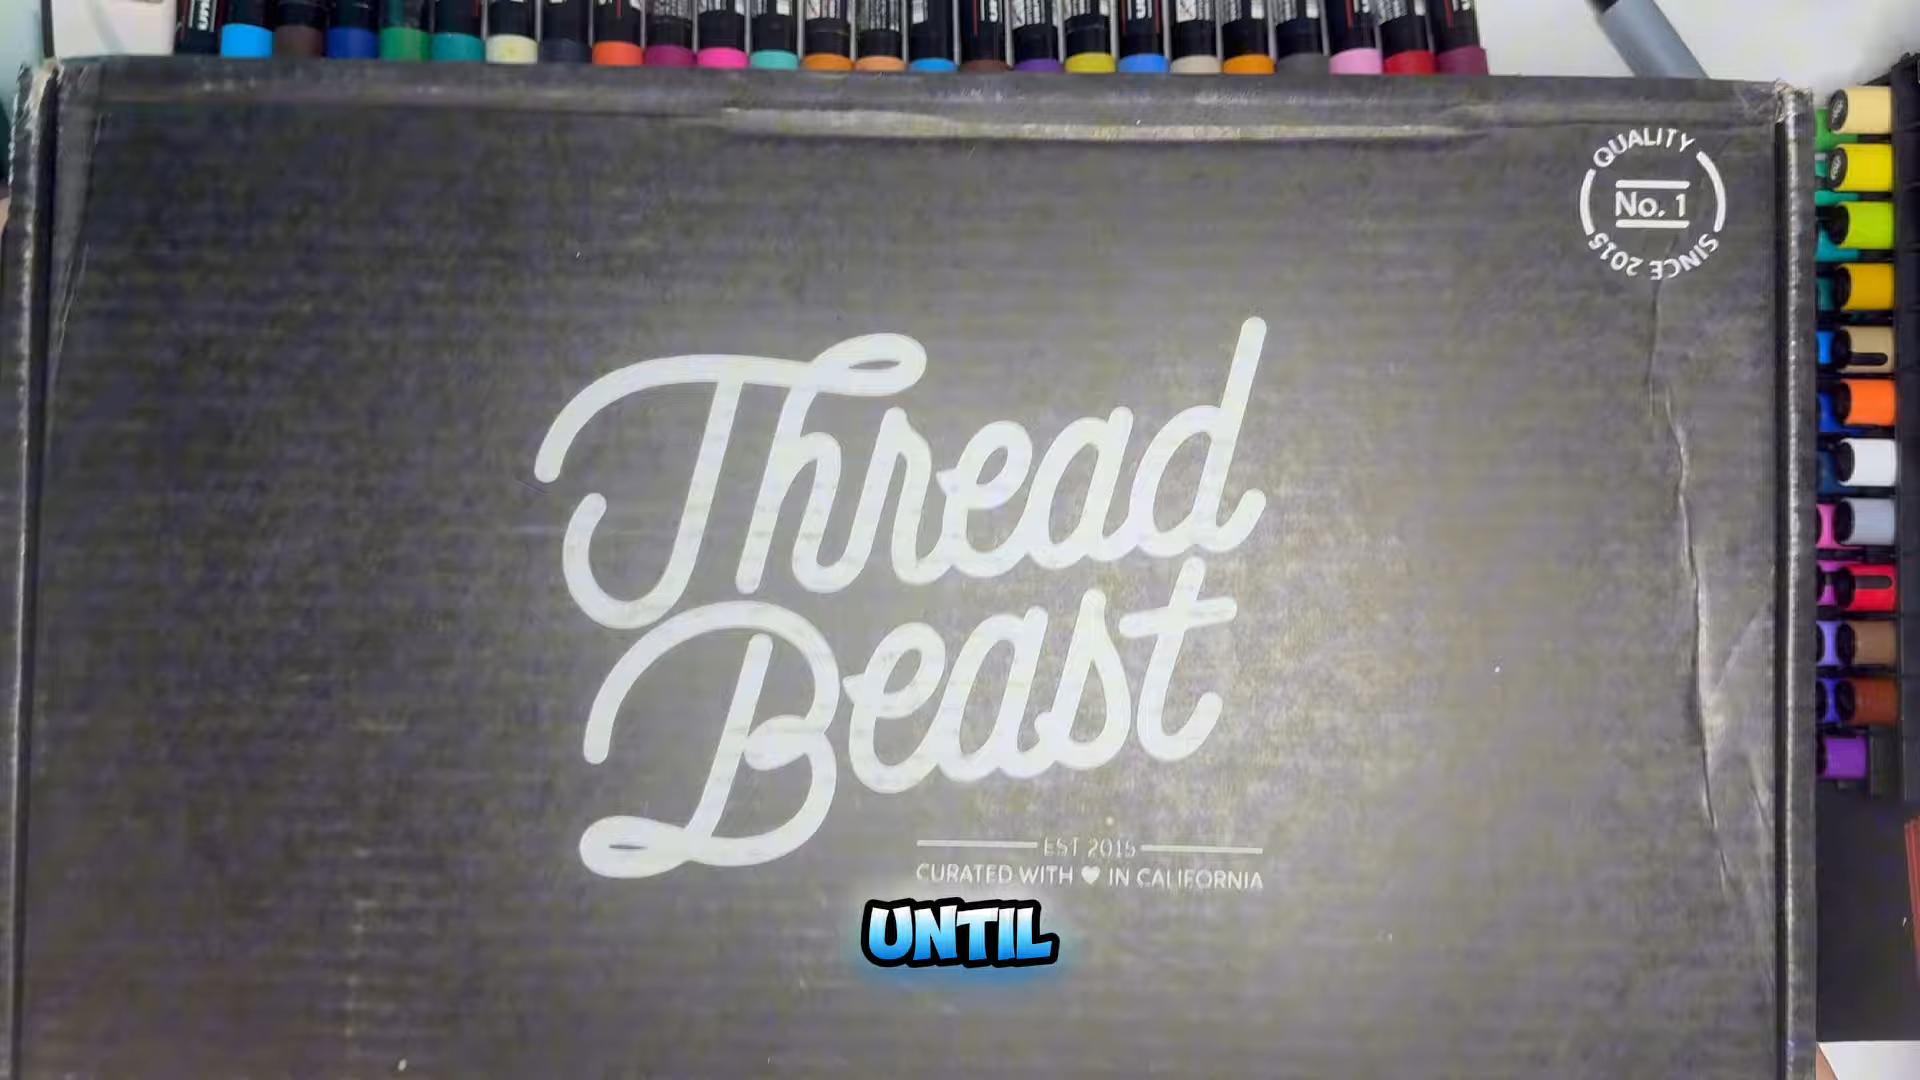 QUALITY
No. 1
SINCE 2015
Thread
Beast
EST 2015
CURATED WITH ♥ IN CALIFORNIA
UNTIL